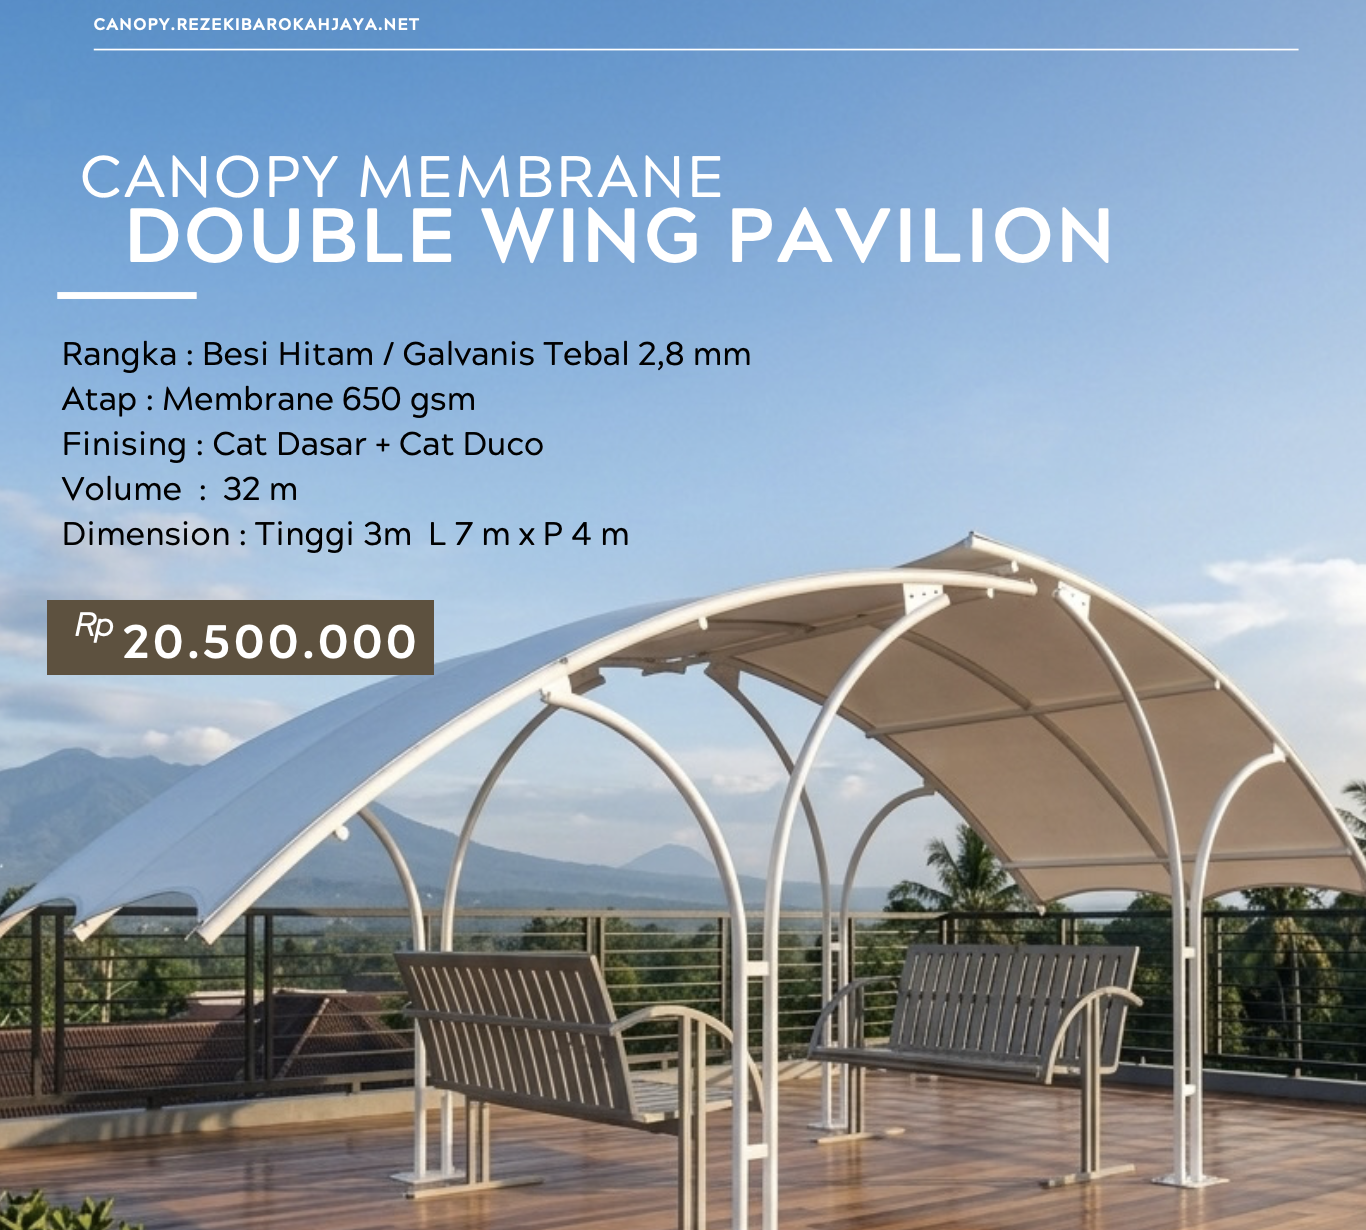 CANOPY.REZEKIBAROKAHJAYA.NET
CANOPY MEMBRANE
DOUBLE WING PAVILION
Rangka : Besi Hitam / Galvanis Tebal 2,8 mm
Atap : Membrane 650 gsm
Finising : Cat Dasar + Cat Duco
Volume : 32 m
Dimension : Tinggi 3m L 7 m x P 4 m
Rp 20.500.000